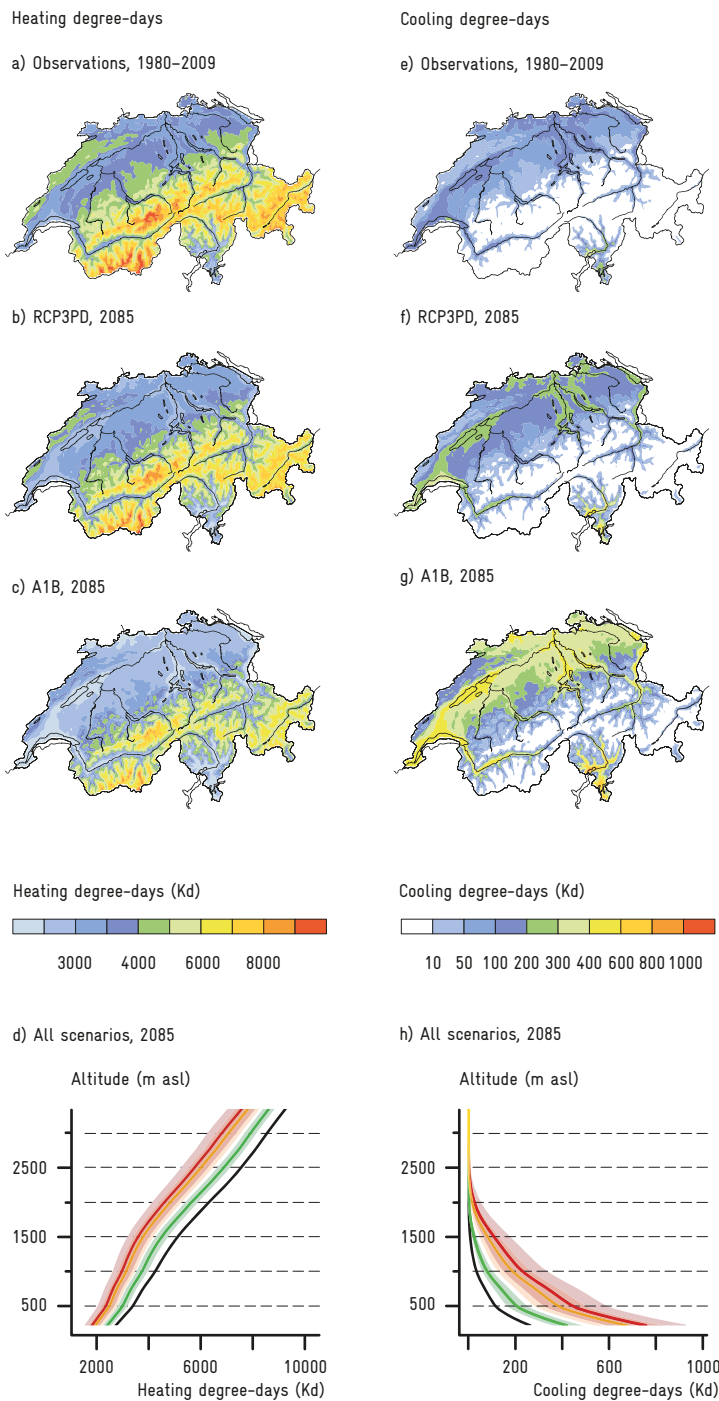 Heating degree-days
a) Observations, 1980–2009
b) RCP3PD, 2085
c) A1B, 2085
Heating degree-days (Kd)
3000 4000 6000 8000
d) All scenarios, 2085
Altitude (m asl)
2500
1500
500
2000 6000 10000
Heating degree-days (Kd)
Cooling degree-days
e) Observations, 1980–2009
f) RCP3PD, 2085
g) A1B, 2085
Cooling degree-days (Kd)
10 50 100 200 300 400 600 800 1000
h) All scenarios, 2085
Altitude (m asl)
2500
1500
500
200 600 1000
Cooling degree-days (Kd)